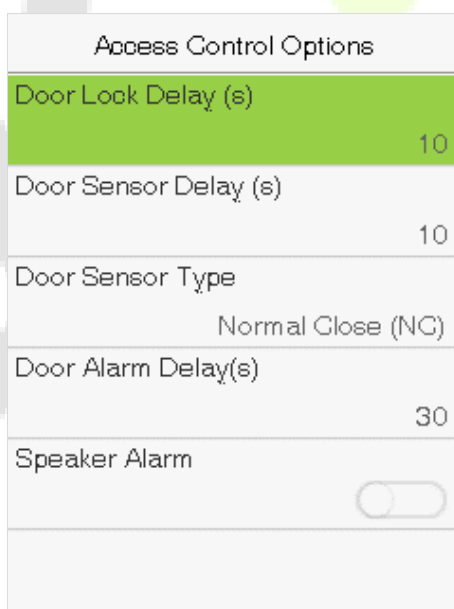 Access Control Options
Door Lock Delay (s)
10
Door Sensor Delay (s)
10
Door Sensor Type
Normal Close (NC)
Door Alarm Delay(s)
30
Speaker Alarm